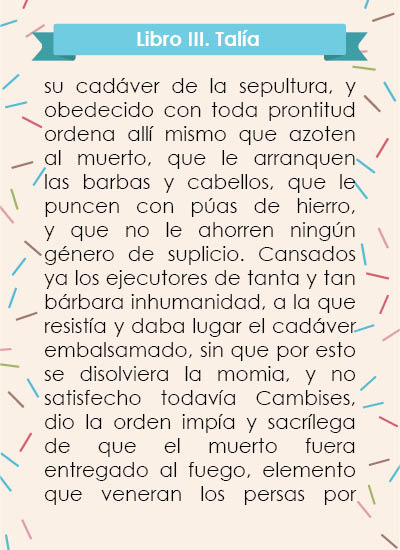 Libro III. Talía
su cadáver de la sepultura, y
obedecido con toda prontitud
ordena allí mismo que azoten
al muerto, que le arranquen
las barbas y cabellos, que le
puncen con púas de hierro,
y que no le ahorren ningún
género de suplicio. Cansados
ya los ejecutores de tanta y tan
bárbara inhumanidad, a la que
resistía y daba lugar el cadáver
embalsamado, sin que por esto
se disolviera la momia, y no
satisfecho todavía Cambises,
dio la orden impía y sacrílega
de que el muerto fuera
entregado al fuego, elemento
que veneran los persas por